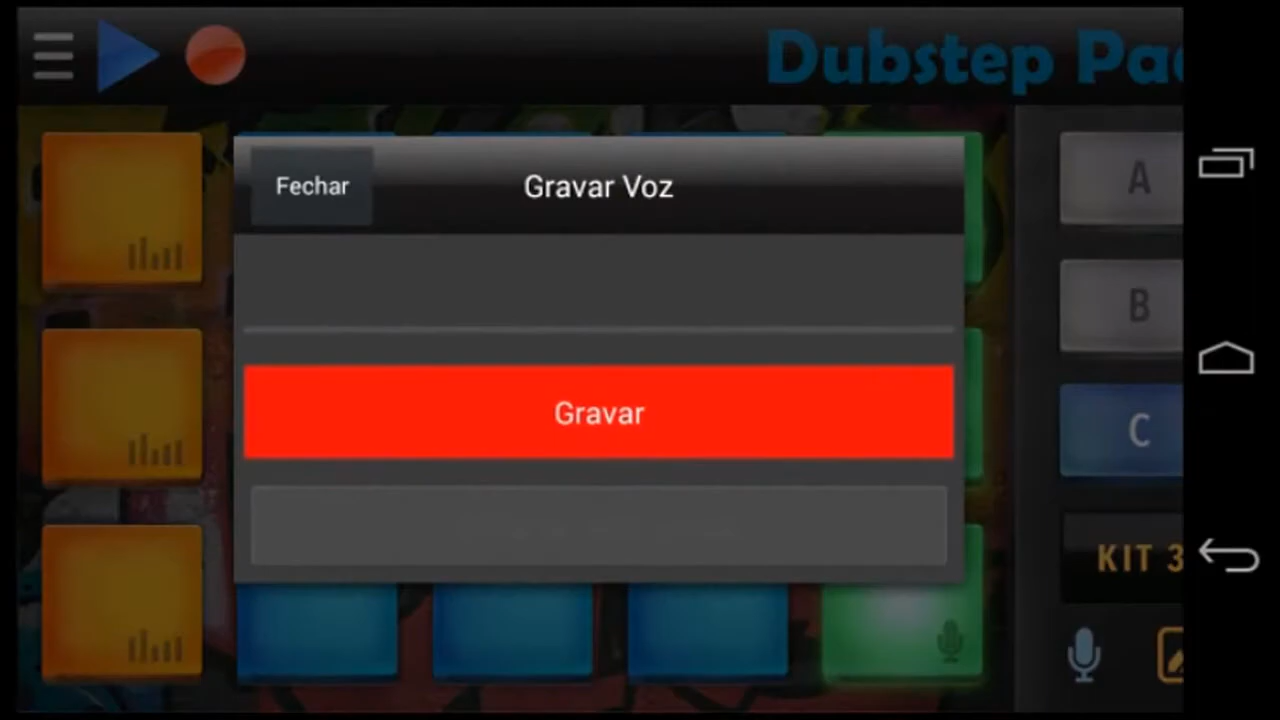 Dubstep Pa
Fechar
Gravar Voz
A
B
Gravar
C
KIT 3